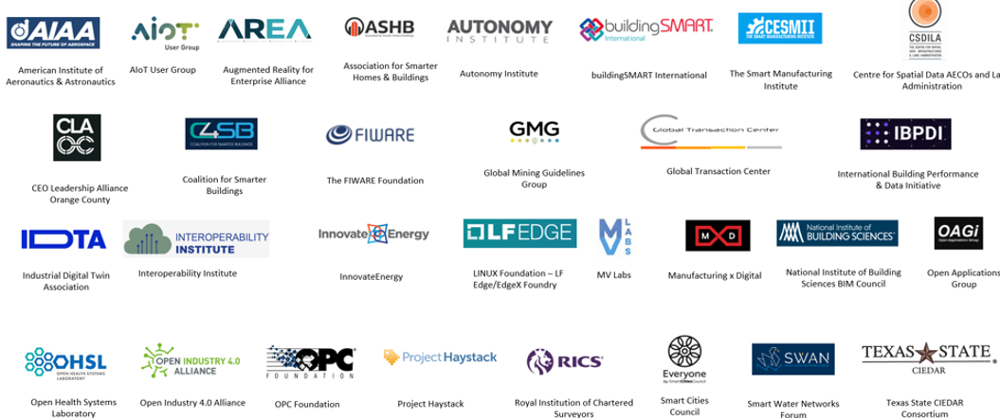 AIAA
SHAPING THE FUTURE OF AEROSPACE
American Institute of
Aeronautics & Astronautics
AIoT
User Group
AIoT User Group
AREA
Augmented Reality for
Enterprise Alliance
ASHB
Association for Smarter
Homes & Buildings
AUTONOMY
INSTITUTE
Autonomy Institute
buildingSMART
International
buildingSMART International
CESMII
THE SMART MANUFACTURING INSTITUTE
The Smart Manufacturing
Institute
CSDILA
Centre for Spatial Data AECOs and La
Administration
CLA
OC
CEO Leadership Alliance
Orange County
C4SB
COALITION FOR SMARTER BUILDINGS
Coalition for Smarter
Buildings
FIWARE
The FIWARE Foundation
GMG
Global Mining Guidelines
Group
Global Transaction Center
Global Transaction Center
IBPDI
International Building Performance
& Data Initiative
IDTA
Industrial Digital Twin
Association
INTEROPERABILITY
INSTITUTE
Interoperability Institute
Innovate Energy
InnovateEnergy
LF EDGE
LINUX Foundation – LF
Edge/EdgeX Foundry
MV LABS
MV Labs
MXD
Manufacturing x Digital
National Institute of
BUILDING SCIENCES
National Institute of Building
Sciences BIM Council
OAGi
Open Applications Group
Open Applications
Group
OHSL
OPEN HEALTH SYSTEMS
LABORATORY
Open Health Systems
Laboratory
OPEN INDUSTRY 4.0
ALLIANCE
Open Industry 4.0 Alliance
OPC
FOUNDATION
OPC Foundation
Project Haystack
Project Haystack
RICS
Royal Institution of Chartered
Surveyors
Everyone
by SmartCitiesCouncil
Smart Cities
Council
SWAN
Smart Water Networks
Forum
TEXAS STATE
CIEDAR
Texas State CIEDAR
Consortium